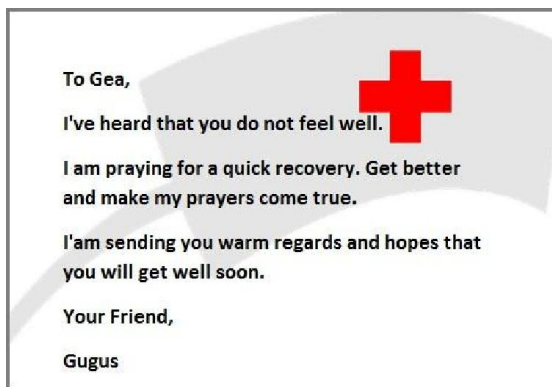 To Gea,
I've heard that you do not feel well.
I am praying for a quick recovery. Get better
and make my prayers come true.
I'am sending you warm regards and hopes that
you will get well soon.
Your Friend,
Gugus